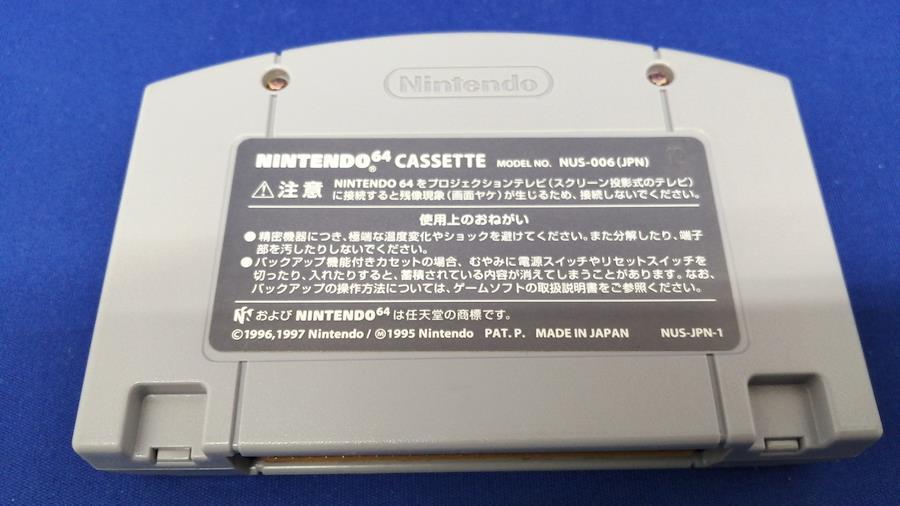 Nintendo
NINTENDO64 CASSETTE MODEL NO. NUS-006(JPN)
注意 NINTENDO 64をプロジェクションテレビ(スクリーン投影式のテレビ)
に接続すると残像現象(画面ヤケ)が生じるため、接続しないでください。
使用上のおねがい
●精密機器につき、極端な温度変化やショックを避けてください。また分解したり、端子
部を汚したりしないでください。
●バックアップ機能付きカセットの場合、むやみに電源スイッチやリセットスイッチを
切ったり、入れたりすると、蓄積されている内容が消えてしまうことがあります。なお、
バックアップの操作方法については、ゲームソフトの取扱説明書をご参照ください。
および NINTENDO64 は任天堂の商標です。
©1996,1997 Nintendo/Ⓜ1995 Nintendo PAT. P. MADE IN JAPAN NUS-JPN-1